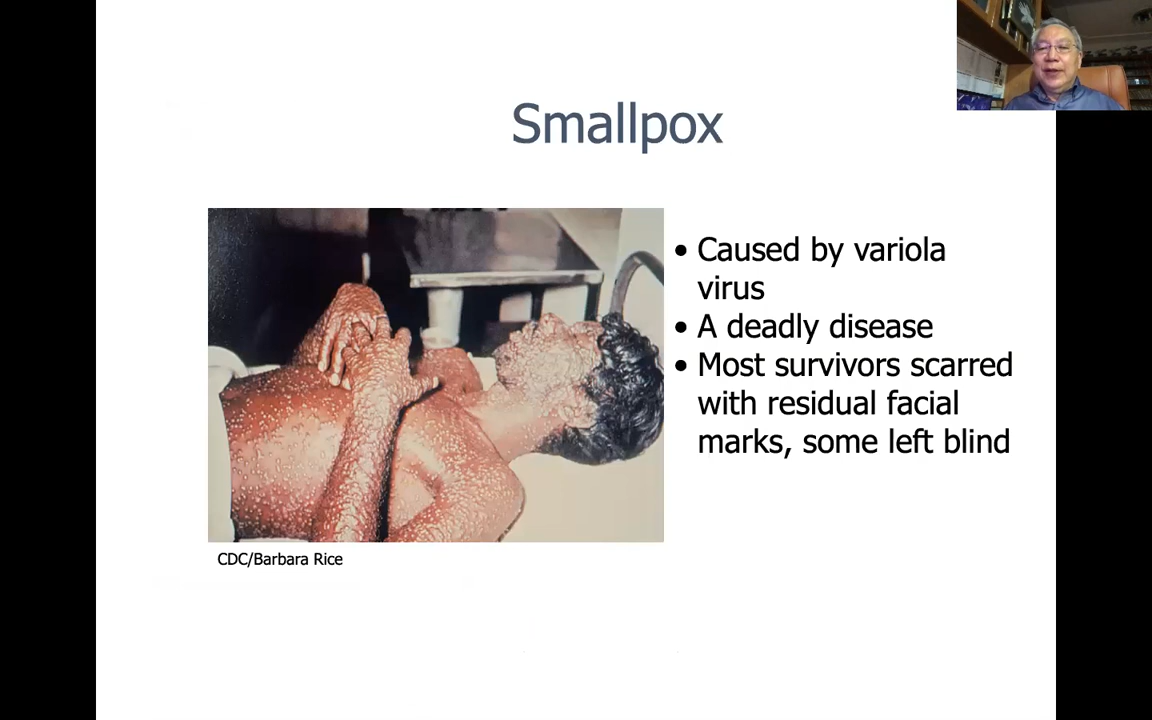 Smallpox
• Caused by variola
virus
• A deadly disease
• Most survivors scarred
with residual facial
marks, some left blind
CDC/Barbara Rice